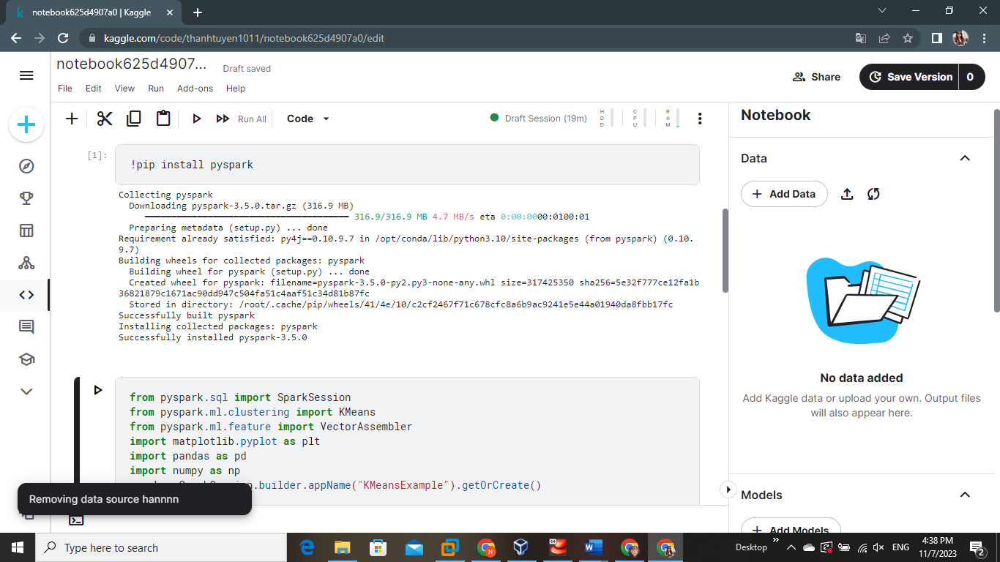 notebook625d4907a0 | Kaggle
kaggle.com/code/thanhtuyen1011/notebook625d4907a0/edit
notebook625d4907...
Draft saved
File Edit View Run Add-ons Help
Share
Save Version 0
Run All
Code
Draft Session (19m)
HDD
CPU
RAM
[1]:
!pip install pyspark
Collecting pyspark
  Downloading pyspark-3.5.0.tar.gz (316.9 MB)
316.9/316.9 MB 4.7 MB/s eta 0:00:0000:0100:01
  Preparing metadata (setup.py) ... done
Requirement already satisfied: py4j==0.10.9.7 in /opt/conda/lib/python3.10/site-packages (from pyspark) (0.10.
9.7)
Building wheels for collected packages: pyspark
  Building wheel for pyspark (setup.py) ... done
  Created wheel for pyspark: filename=pyspark-3.5.0-py2.py3-none-any.whl size=317425350 sha256=5e32f777ce12fa1b
36821879c1671ac90dd947c504fa51c4aaf51c34d81b87fc
  Stored in directory: /root/.cache/pip/wheels/41/4e/10/c2cf2467f71c678cfc8a6b9ac9241e5e44a01940da8fbb17fc
Successfully built pyspark
Installing collected packages: pyspark
Successfully installed pyspark-3.5.0
from pyspark.sql import SparkSession
from pyspark.ml.clustering import KMeans
from pyspark.ml.feature import VectorAssembler
import matplotlib.pyplot as plt
import pandas as pd
import numpy as np
.builder.appName("KMeansExample").getOrCreate()
Removing data source hannnn
Notebook
Data
Add Data
No data added
Add Kaggle data or upload your own. Output files
will also appear here.
Models
Add Models
Type here to search
Desktop
ENG
4:38 PM
11/7/2023
2